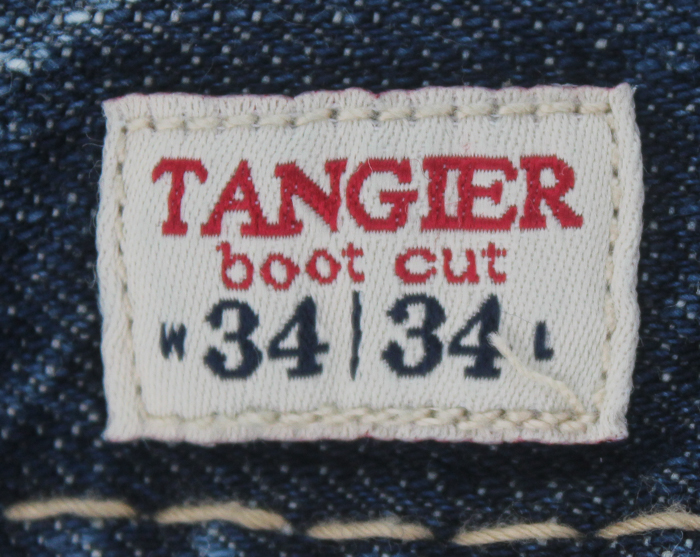 TANGIER
boot cut
W 34 | 34 L